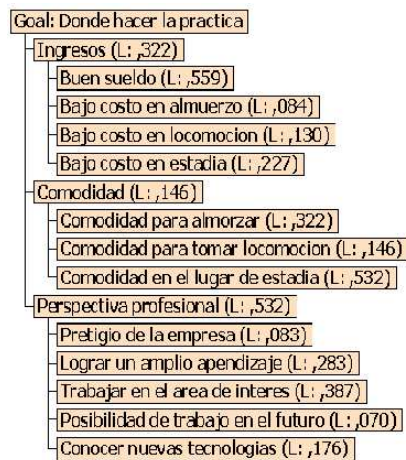 Goal: Donde hacer la practica
Ingresos (L: ,322)
Buen sueldo (L: ,559)
Bajo costo en almuerzo (L: ,084)
Bajo costo en locomocion (L: ,130)
Bajo costo en estadia (L: ,227)
Comodidad (L: ,146)
Comodidad para almorzar (L: ,322)
Comodidad para tomar locomocion (L: ,146)
Comodidad en el lugar de estadia (L: ,532)
Perspectiva profesional (L: ,532)
Pretigio de la empresa (L: ,083)
Lograr un amplio apendizaje (L: ,283)
Trabajar en el area de interes (L: ,387)
Posibilidad de trabajo en el futuro (L: ,070)
Conocer nuevas tecnologias (L: ,176)